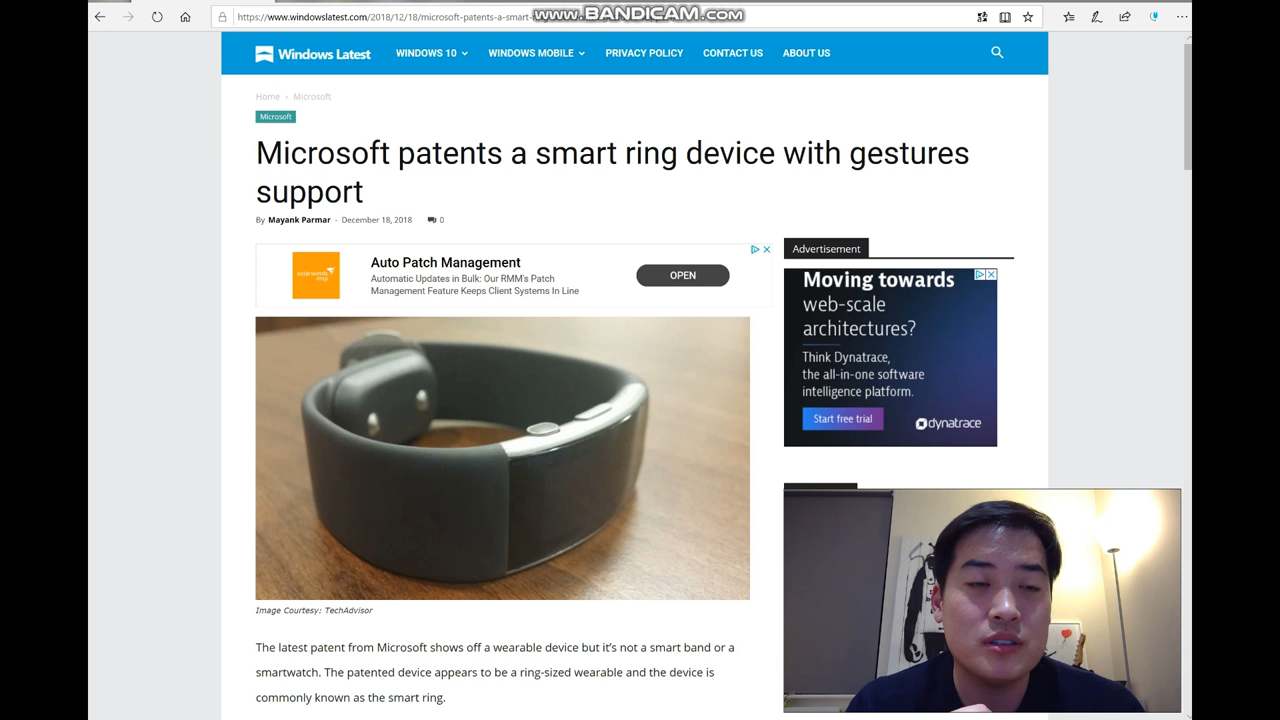 https://www.windowslatest.com/2018/12/18/microsoft-patents-a-smart-
www.BANDICAM.com
Windows Latest
WINDOWS 10
WINDOWS MOBILE
PRIVACY POLICY
CONTACT US
ABOUT US
Home
Microsoft
Microsoft
Microsoft patents a smart ring device with gestures
support
By Mayank Parmar - December 18, 2018
0
solarwinds
msp
Auto Patch Management
Automatic Updates in Bulk: Our RMM's Patch
Management Feature Keeps Client Systems In Line
OPEN
Advertisement
Moving towards
web-scale
architectures?
Think Dynatrace,
the all-in-one software
intelligence platform.
Start free trial
dynatrace
Image Courtesy: TechAdvisor
The latest patent from Microsoft shows off a wearable device but it's not a smart band or a
smartwatch. The patented device appears to be a ring-sized wearable and the device is
commonly known as the smart ring.